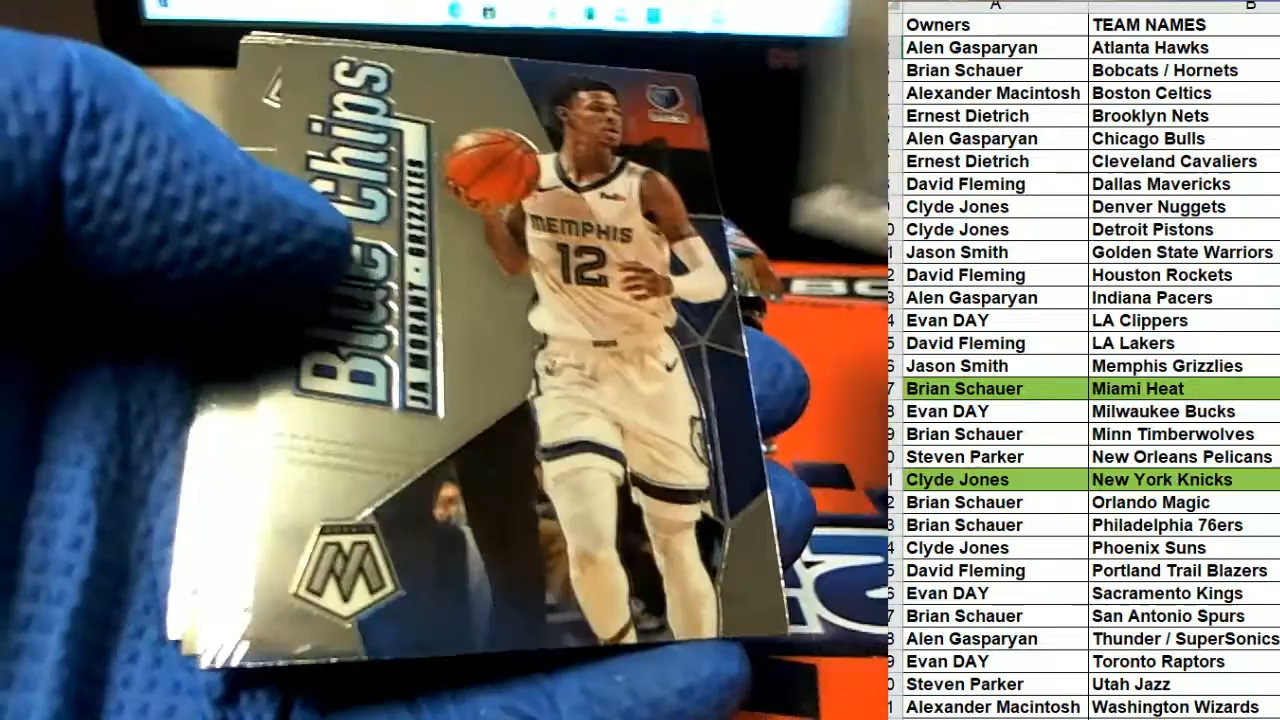 Blue Chips
JA MORANT · GRIZZLIES
MEMPHIS
12
FedEx
MOSAIC
A
B
Owners TEAM NAMES
Alen Gasparyan Atlanta Hawks
Brian Schauer Bobcats / Hornets
Alexander Macintosh Boston Celtics
Ernest Dietrich Brooklyn Nets
Alen Gasparyan Chicago Bulls
Ernest Dietrich Cleveland Cavaliers
David Fleming Dallas Mavericks
Clyde Jones Denver Nuggets
Clyde Jones Detroit Pistons
Jason Smith Golden State Warriors
David Fleming Houston Rockets
Alen Gasparyan Indiana Pacers
Evan DAY LA Clippers
David Fleming LA Lakers
Jason Smith Memphis Grizzlies
Brian Schauer Miami Heat
Evan DAY Milwaukee Bucks
Brian Schauer Minn Timberwolves
Steven Parker New Orleans Pelicans
Clyde Jones New York Knicks
Brian Schauer Orlando Magic
Brian Schauer Philadelphia 76ers
Clyde Jones Phoenix Suns
David Fleming Portland Trail Blazers
Evan DAY Sacramento Kings
Brian Schauer San Antonio Spurs
Alen Gasparyan Thunder / SuperSonics
Evan DAY Toronto Raptors
Steven Parker Utah Jazz
Alexander Macintosh Washington Wizards